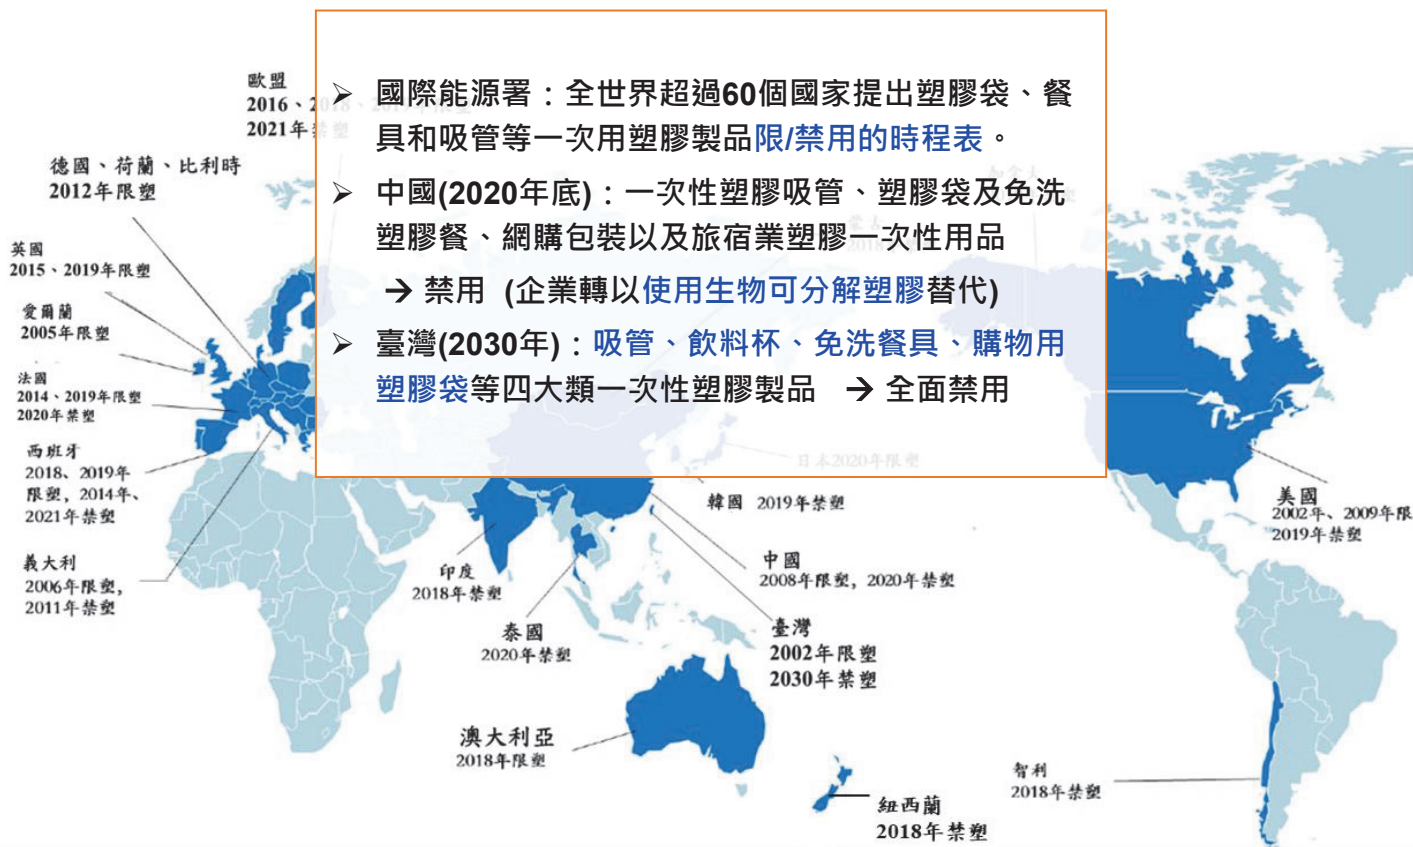 歐盟
2016、2018、2019年限塑
2021年禁塑
➢ 國際能源署：全世界超過60個國家提出塑膠袋、餐
具和吸管等一次用塑膠製品限/禁用的時程表。
➢ 中國(2020年底)：一次性塑膠吸管、塑膠袋及免洗
塑膠餐、網購包裝以及旅宿業塑膠一次性用品
→ 禁用 (企業轉以使用生物可分解塑膠替代)
➢ 臺灣(2030年)：吸管、飲料杯、免洗餐具、購物用
塑膠袋等四大類一次性塑膠製品 → 全面禁用
德國、荷蘭、比利時
2012年限塑
英國
2015、2019年限塑
愛爾蘭
2005年限塑
法國
2014、2019年限塑
2020年禁塑
西班牙
2018、2019年
限塑，2014年、
2021年禁塑
義大利
2006年限塑，
2011年禁塑
日本2020年限塑
韓國 2019年禁塑
印度
2018年禁塑
中國
2008年限塑，2020年禁塑
泰國
2020年禁塑
臺灣
2002年限塑
2030年禁塑
澳大利亞
2018年限塑
紐西蘭
2018年禁塑
美國
2002年、2009年限
2019年禁塑
智利
2018年禁塑